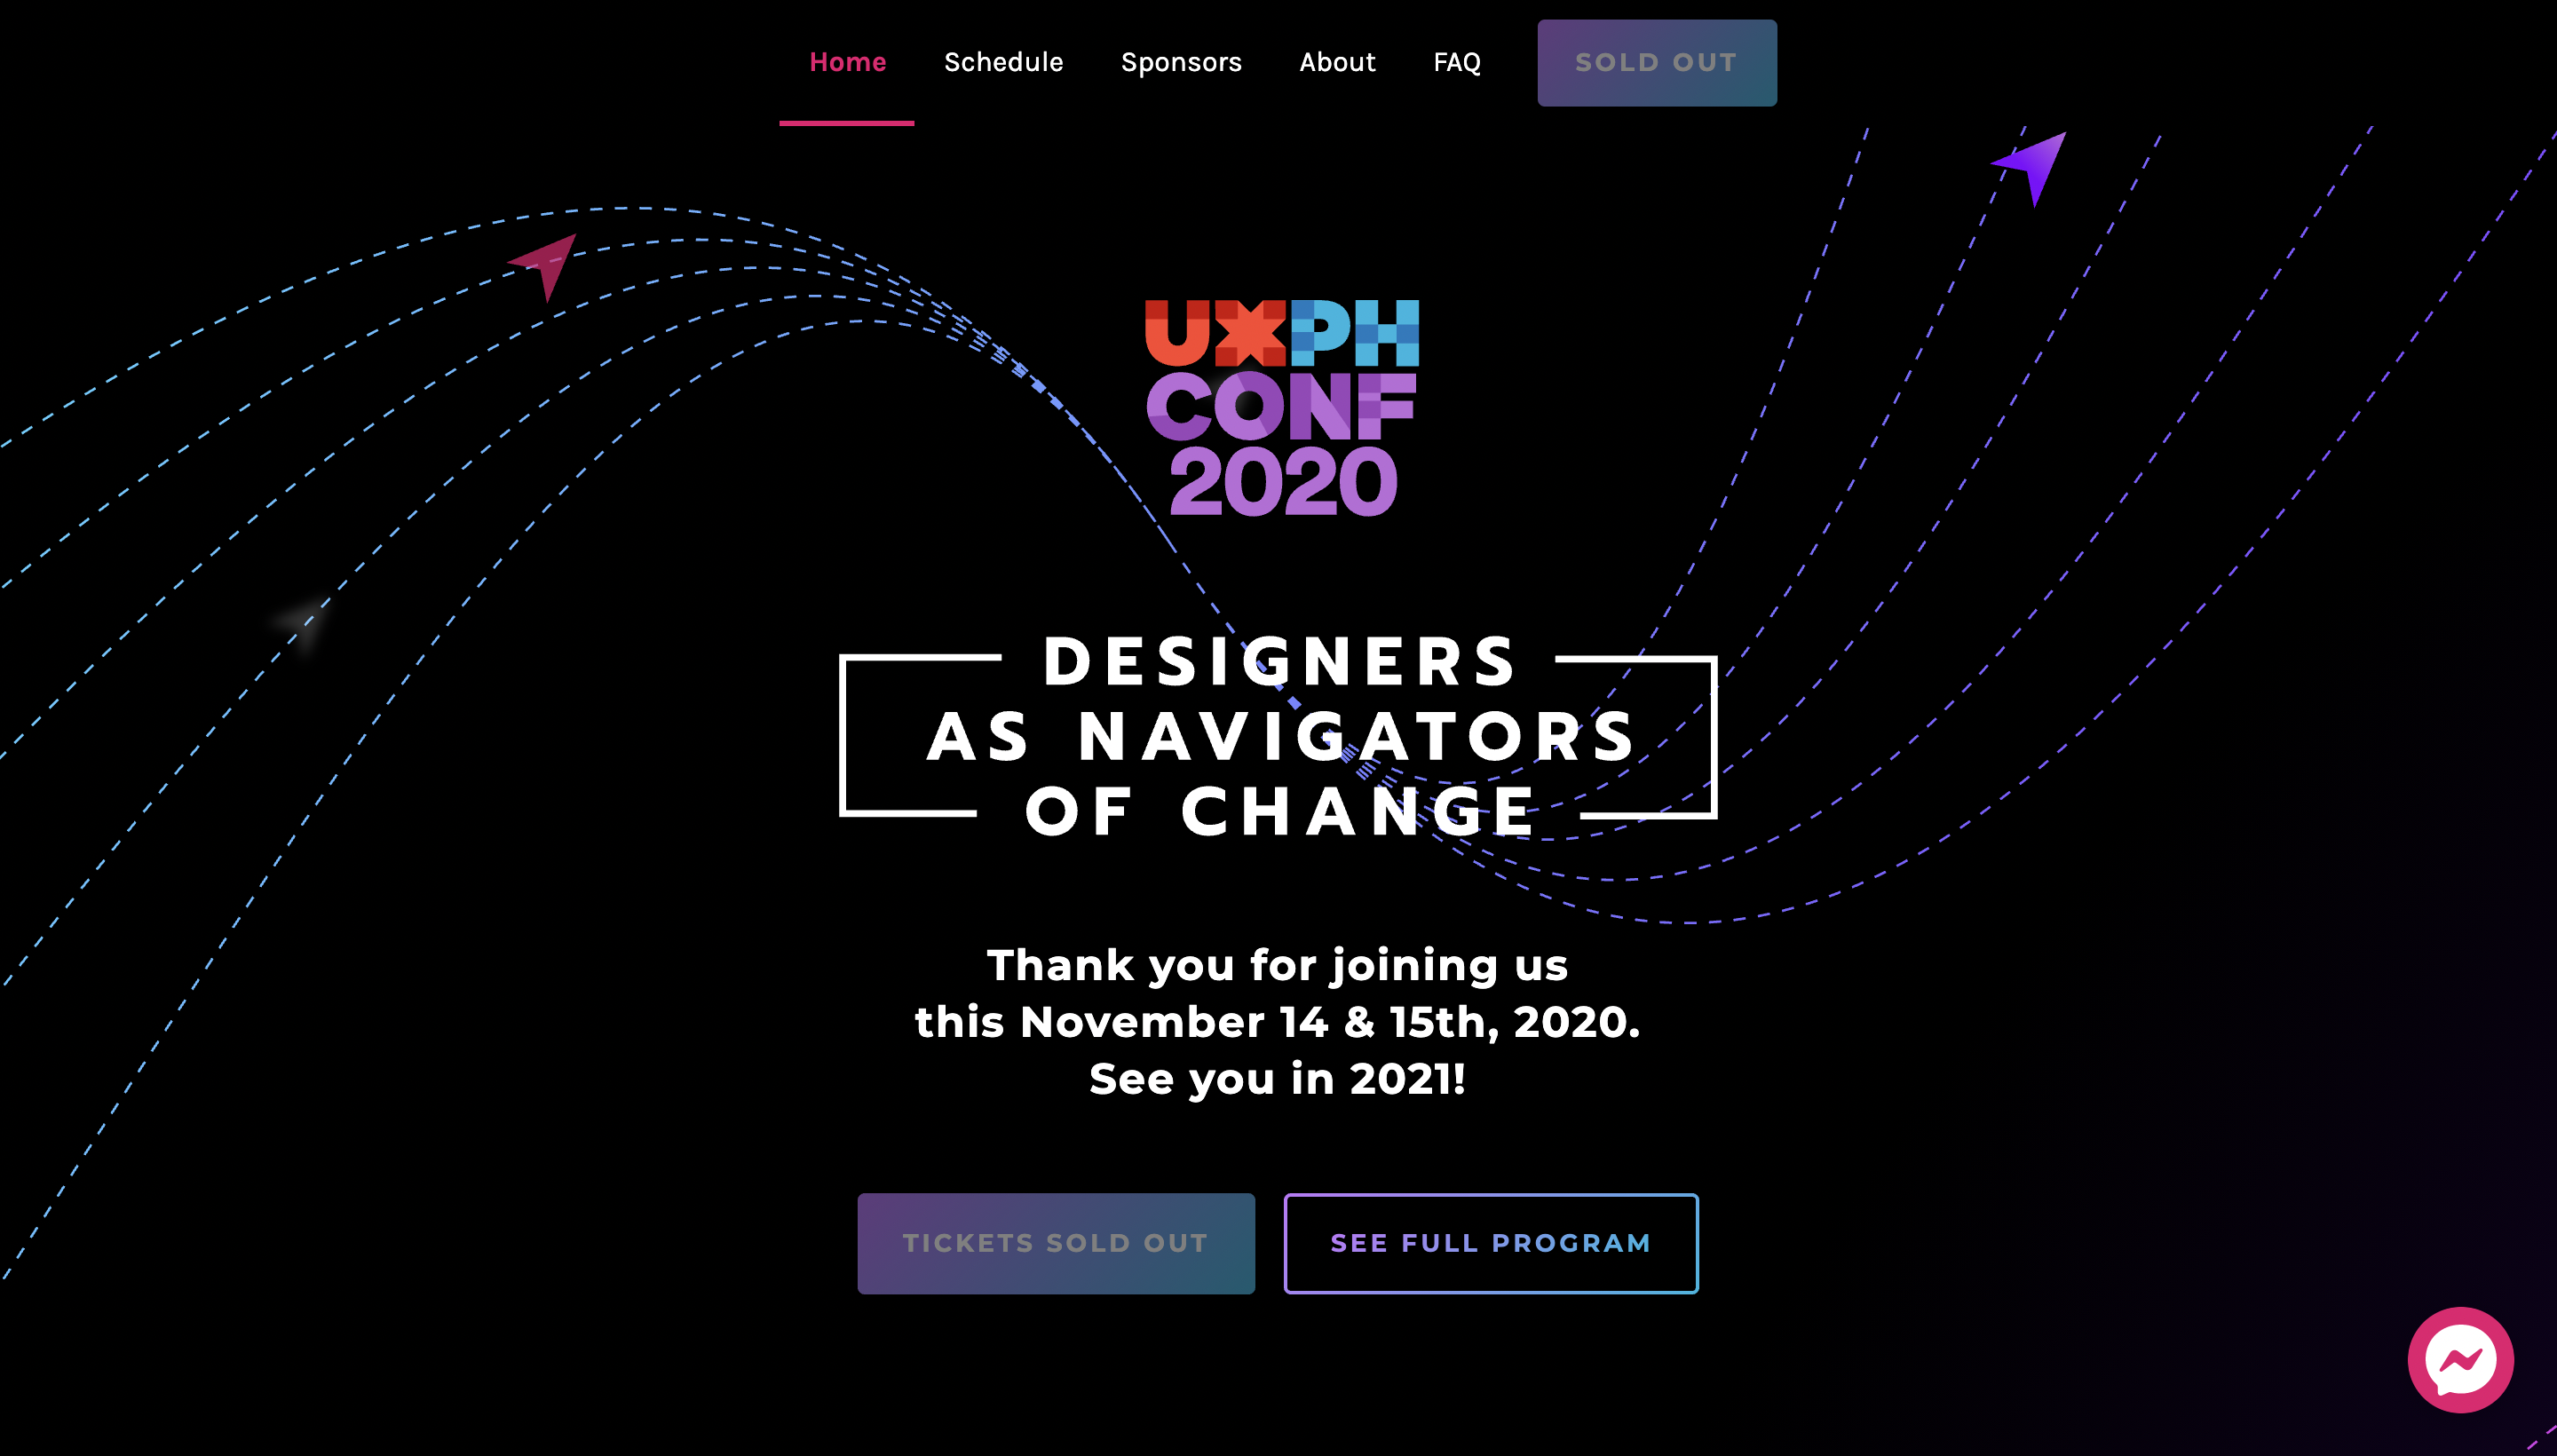 Home Schedule Sponsors About FAQ SOLD OUT
UXPH
CONF
2020
DESIGNERS
AS NAVIGATORS
OF CHANGE
Thank you for joining us
this November 14 & 15th, 2020.
See you in 2021!
TICKETS SOLD OUT SEE FULL PROGRAM